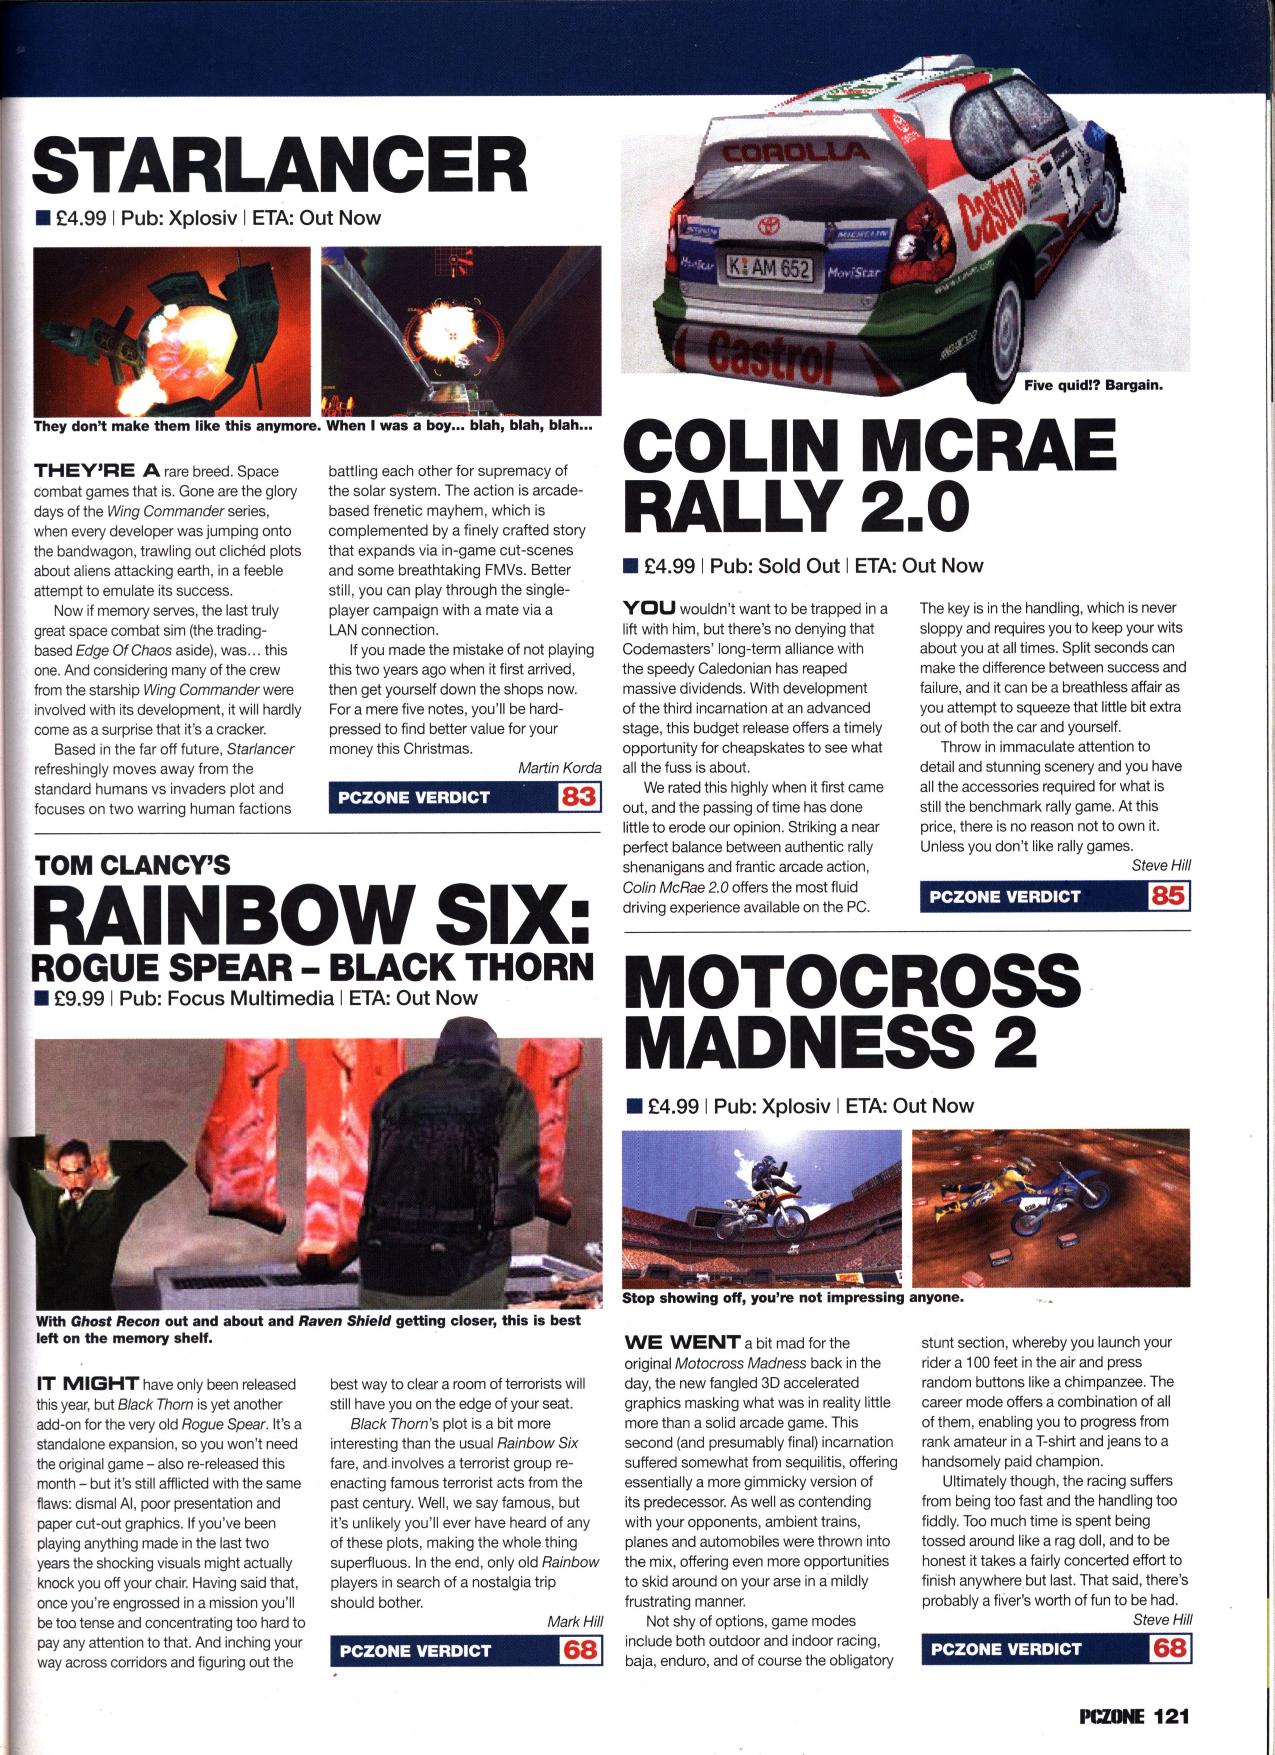 STARLANCER
£4.99 | Pub: Xplosiv | ETA: Out Now
They don't make them like this anymore. When I was a boy... blah, blah, blah...
THEY'RE A rare breed. Space
combat games that is. Gone are the glory
days of the Wing Commander series,
when every developer was jumping onto
the bandwagon, trawling out clichéd plots
about aliens attacking earth, in a feeble
attempt to emulate its success.
Now if memory serves, the last truly
great space combat sim (the trading-
based Edge Of Chaos aside), was... this
one. And considering many of the crew
from the starship Wing Commander were
involved with its development, it will hardly
come as a surprise that it's a cracker.
Based in the far off future, Starlancer
refreshingly moves away from the
standard humans vs invaders plot and
focuses on two warring human factions
battling each other for supremacy of
the solar system. The action is arcade-
based frenetic mayhem, which is
complemented by a finely crafted story
that expands via in-game cut-scenes
and some breathtaking FMVs. Better
still, you can play through the single-
player campaign with a mate via a
LAN connection.
If you made the mistake of not playing
this two years ago when it first arrived,
then get yourself down the shops now.
For a mere five notes, you'll be hard-
pressed to find better value for your
money this Christmas.
Martin Korda
PCZONE VERDICT 83
TOM CLANCY'S
RAINBOW SIX:
ROGUE SPEAR – BLACK THORN
£9.99 | Pub: Focus Multimedia | ETA: Out Now
With Ghost Recon out and about and Raven Shield getting closer, this is best
left on the memory shelf.
IT MIGHT have only been released
this year, but Black Thorn is yet another
add-on for the very old Rogue Spear. It's a
standalone expansion, so you won't need
the original game – also re-released this
month – but it's still afflicted with the same
flaws: dismal AI, poor presentation and
paper cut-out graphics. If you've been
playing anything made in the last two
years the shocking visuals might actually
knock you off your chair. Having said that,
once you're engrossed in a mission you'll
be too tense and concentrating too hard to
pay any attention to that. And inching your
way across corridors and figuring out the
best way to clear a room of terrorists will
still have you on the edge of your seat.
Black Thorn's plot is a bit more
interesting than the usual Rainbow Six
fare, and involves a terrorist group re-
enacting famous terrorist acts from the
past century. Well, we say famous, but
it's unlikely you'll ever have heard of any
of these plots, making the whole thing
superfluous. In the end, only old Rainbow
players in search of a nostalgia trip
should bother.
Mark Hill
PCZONE VERDICT 68
COROLLA
MICHELIN
K AM 652
MoviStar
Castrol
Castrol
Five quid!? Bargain.
COLIN MCRAE
RALLY 2.0
£4.99 | Pub: Sold Out | ETA: Out Now
YOU wouldn't want to be trapped in a
lift with him, but there's no denying that
Codemasters' long-term alliance with
the speedy Caledonian has reaped
massive dividends. With development
of the third incarnation at an advanced
stage, this budget release offers a timely
opportunity for cheapskates to see what
all the fuss is about.
We rated this highly when it first came
out, and the passing of time has done
little to erode our opinion. Striking a near
perfect balance between authentic rally
shenanigans and frantic arcade action,
Colin McRae 2.0 offers the most fluid
driving experience available on the PC.
The key is in the handling, which is never
sloppy and requires you to keep your wits
about you at all times. Split seconds can
make the difference between success and
failure, and it can be a breathless affair as
you attempt to squeeze that little bit extra
out of both the car and yourself.
Throw in immaculate attention to
detail and stunning scenery and you have
all the accessories required for what is
still the benchmark rally game. At this
price, there is no reason not to own it.
Unless you don't like rally games.
Steve Hill
PCZONE VERDICT 85
MOTOCROSS
MADNESS 2
£4.99 | Pub: Xplosiv | ETA: Out Now
Stop showing off, you're not impressing anyone.
WE WENT a bit mad for the
original Motocross Madness back in the
day, the new fangled 3D accelerated
graphics masking what was in reality little
more than a solid arcade game. This
second (and presumably final) incarnation
suffered somewhat from sequilitis, offering
essentially a more gimmicky version of
its predecessor. As well as contending
with your opponents, ambient trains,
planes and automobiles were thrown into
the mix, offering even more opportunities
to skid around on your arse in a mildly
frustrating manner.
Not shy of options, game modes
include both outdoor and indoor racing,
baja, enduro, and of course the obligatory
stunt section, whereby you launch your
rider a 100 feet in the air and press
random buttons like a chimpanzee. The
career mode offers a combination of all
of them, enabling you to progress from
rank amateur in a T-shirt and jeans to a
handsomely paid champion.
Ultimately though, the racing suffers
from being too fast and the handling too
fiddly. Too much time is spent being
tossed around like a rag doll, and to be
honest it takes a fairly concerted effort to
finish anywhere but last. That said, there's
probably a fiver's worth of fun to be had.
Steve Hill
PCZONE VERDICT 68
PCZONE 121